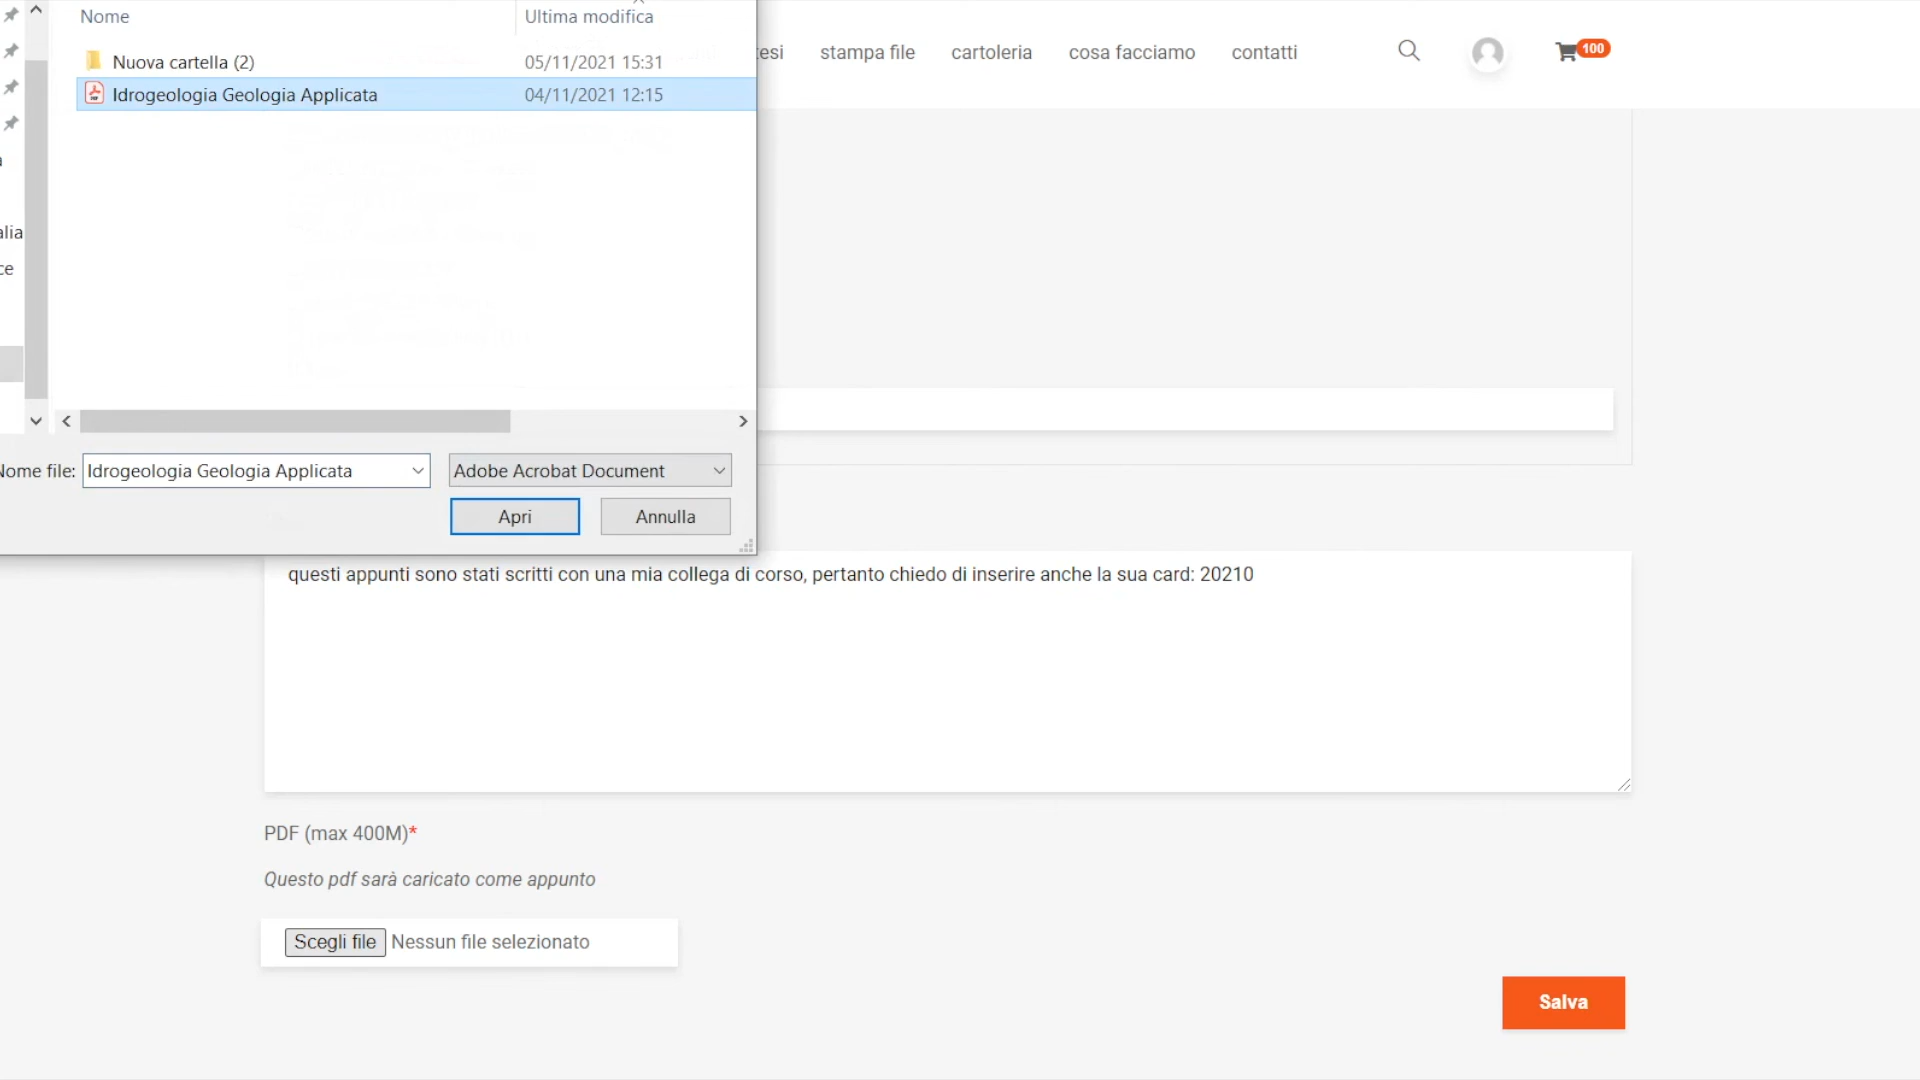 Nome
Ultima modifica
Nuova cartella (2)
05/11/2021 15:31
Idrogeologia Geologia Applicata
04/11/2021 12:15
esi
stampa file
cartoleria
cosa facciamo
contatti
100
alia
ce
Nome file:
Idrogeologia Geologia Applicata
Adobe Acrobat Document
Apri
Annulla
questi appunti sono stati scritti con una mia collega di corso, pertanto chiedo di inserire anche la sua card: 20210
PDF (max 400M)*
Questo pdf sarà caricato come appunto
Scegli file
Nessun file selezionato
Salva